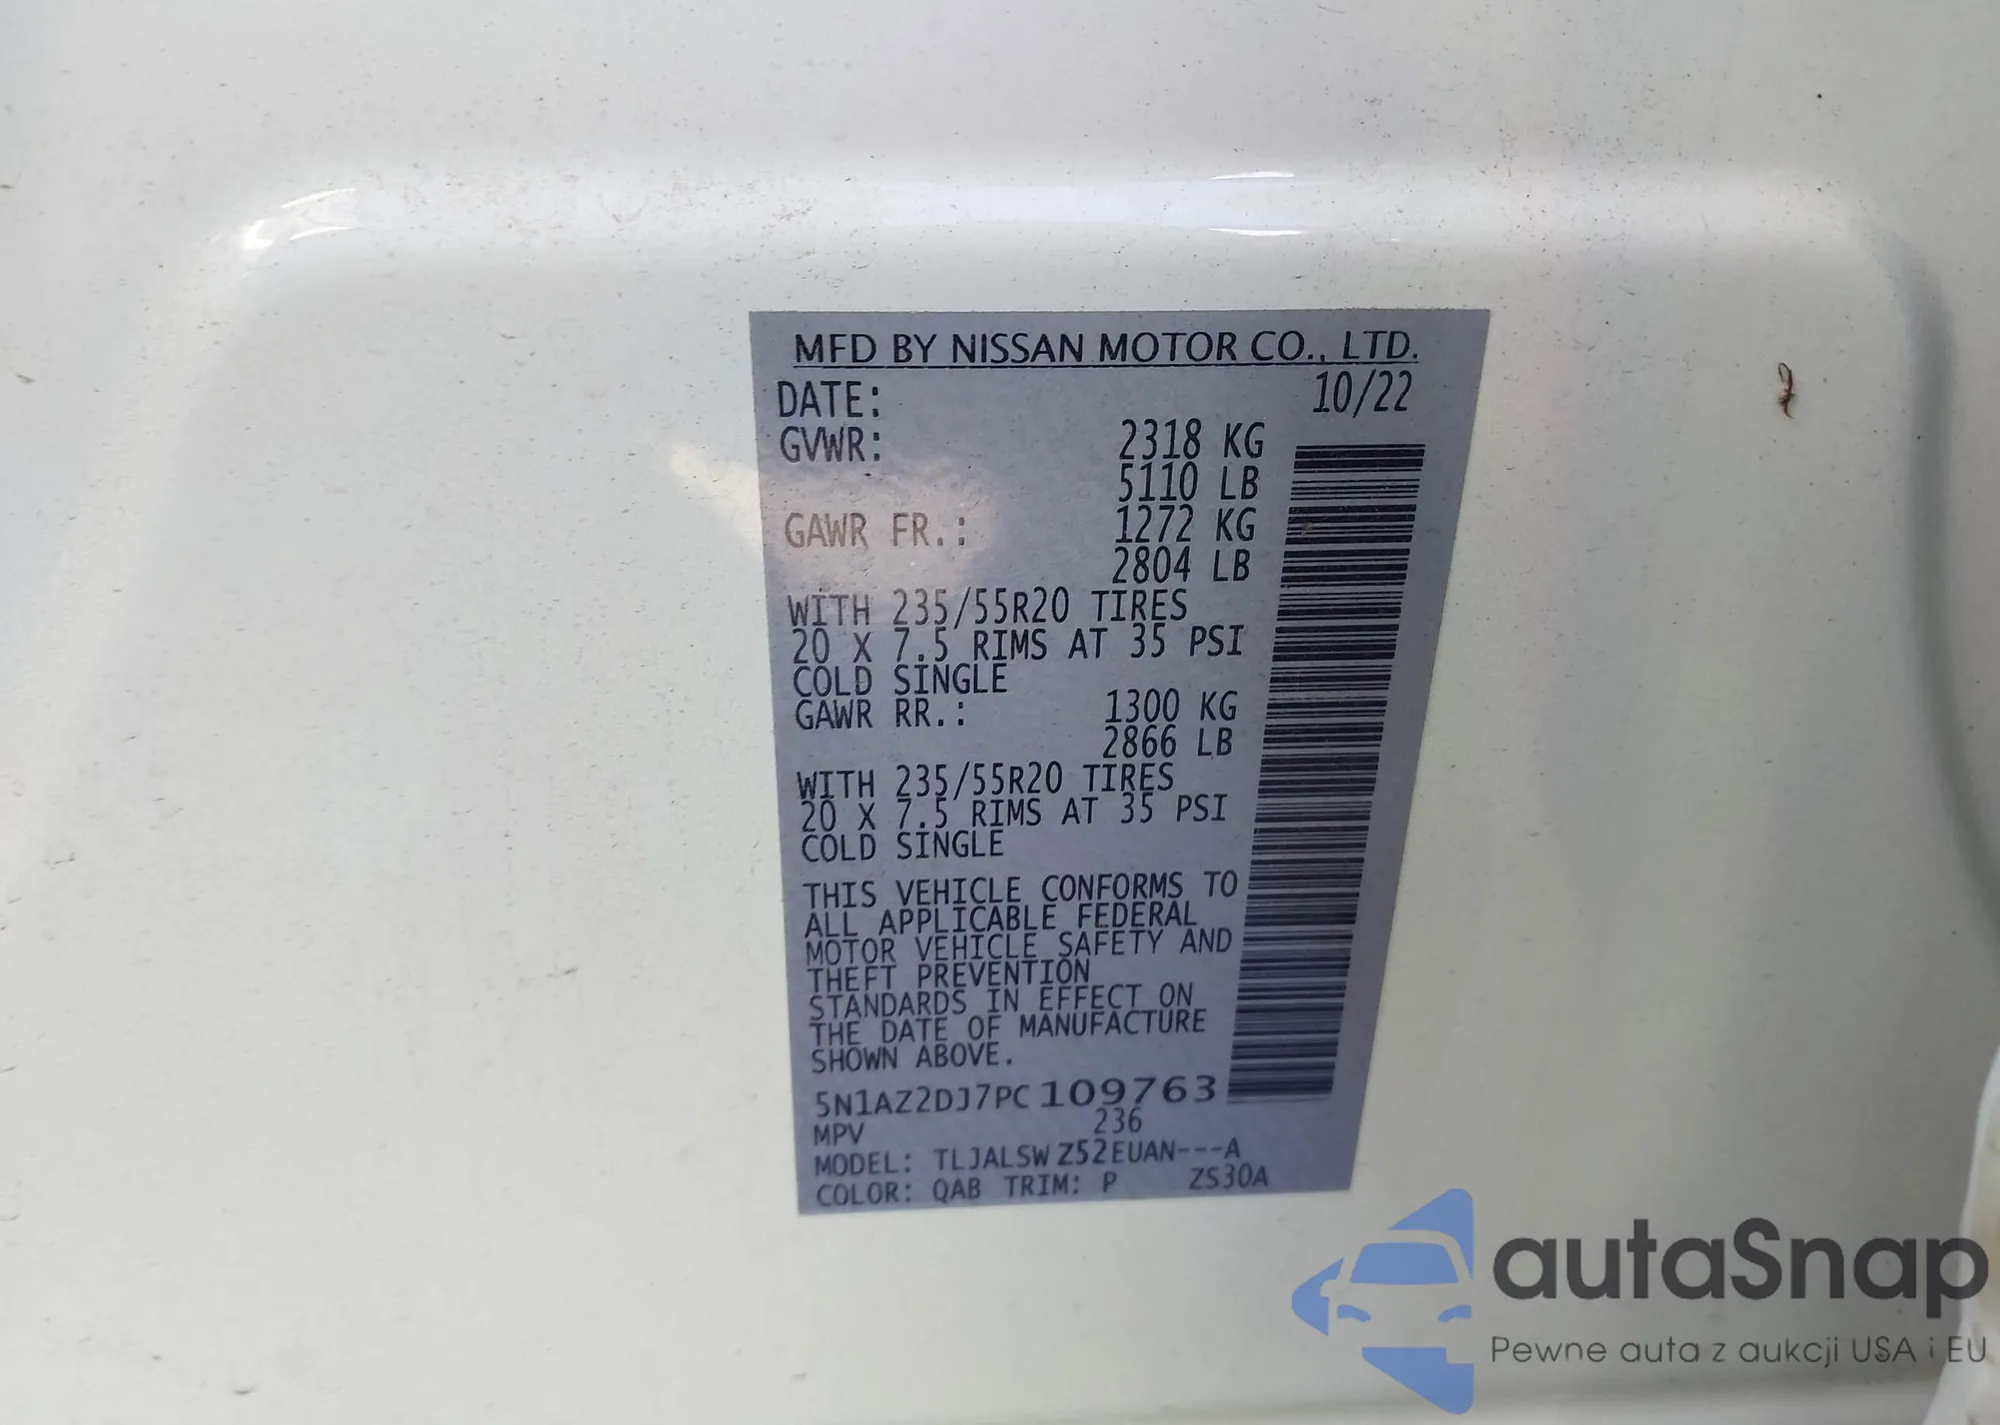 MFD BY NISSAN MOTOR CO., LTD.
DATE: 10/22
GVWR: 2318 KG
5110 LB
GAWR FR.: 1272 KG
2804 LB
WITH 235/55R20 TIRES
20 X 7.5 RIMS AT 35 PSI
COLD SINGLE
GAWR RR.: 1300 KG
2866 LB
WITH 235/55R20 TIRES
20 X 7.5 RIMS AT 35 PSI
COLD SINGLE
THIS VEHICLE CONFORMS TO
ALL APPLICABLE FEDERAL
MOTOR VEHICLE SAFETY AND
THEFT PREVENTION
STANDARDS IN EFFECT ON
THE DATE OF MANUFACTURE
SHOWN ABOVE.
5N1AZ2DJ7PC109763
MPV 236
MODEL: TLJALSW Z52EUAN---A
COLOR: QAB TRIM: P ZS30A
autaSnap
Pewne auta z aukcji USA i EU